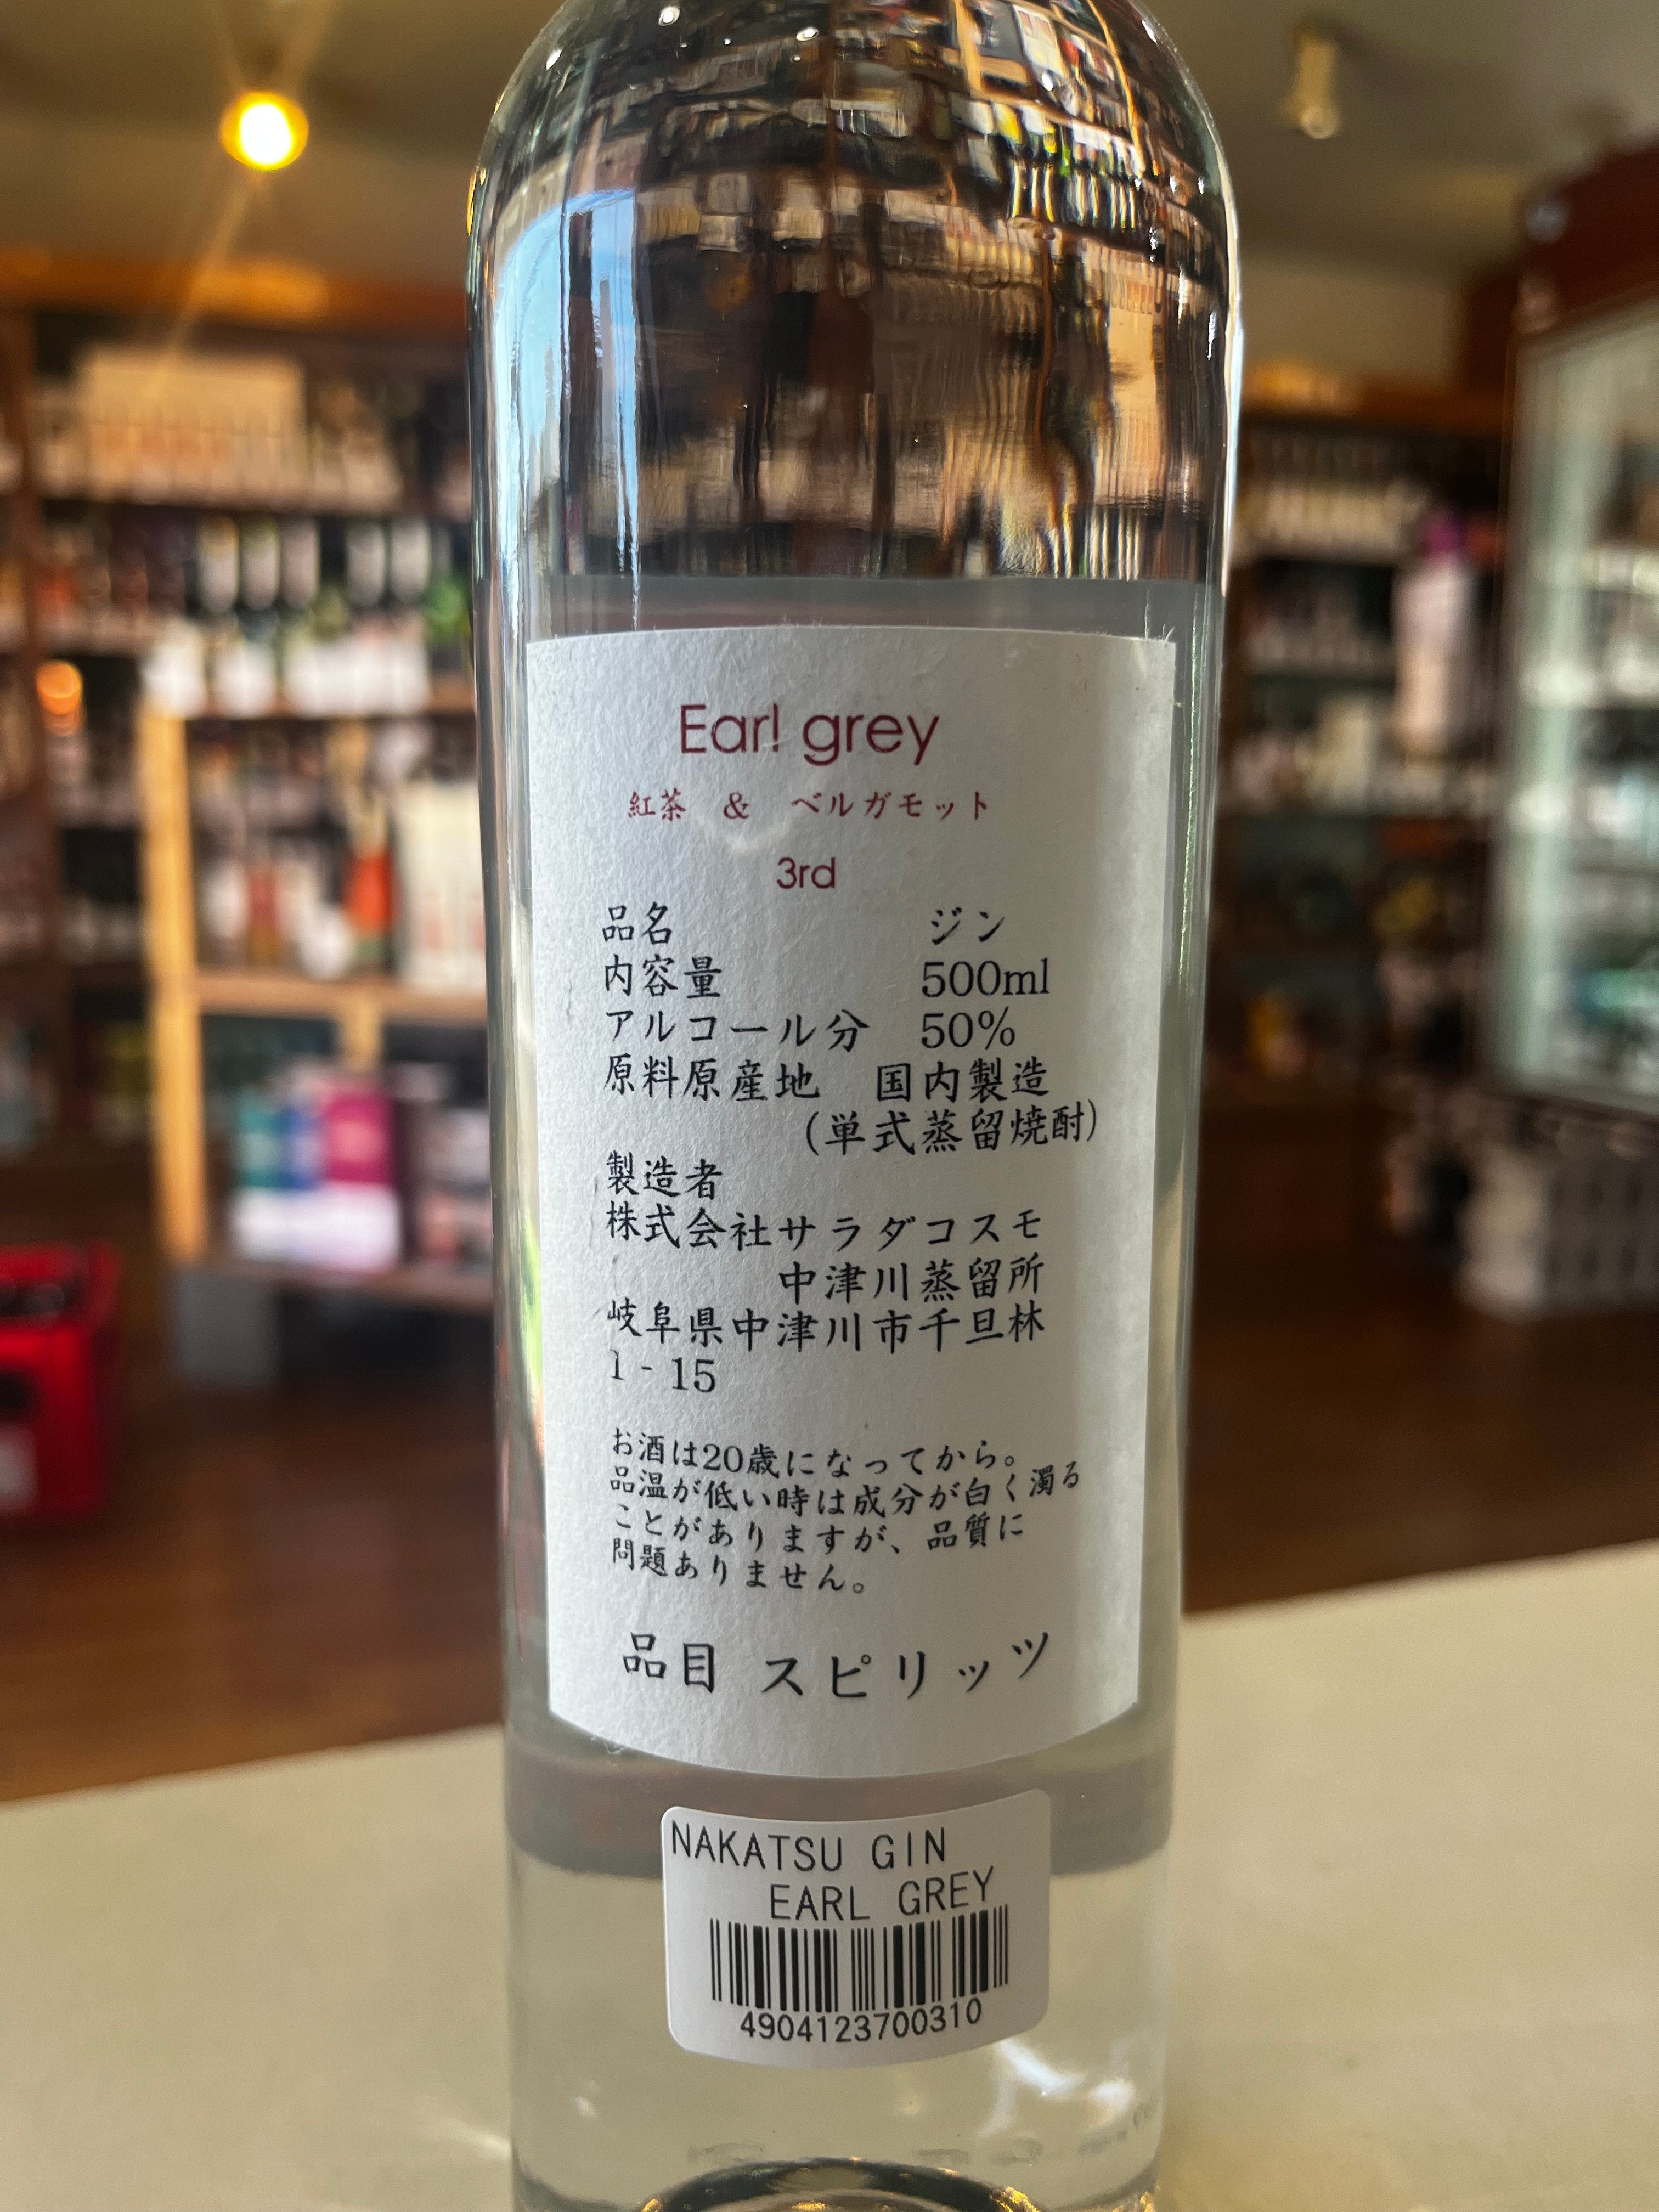 Earl grey
紅茶 & ベルガモット
3rd
品名 ジン
内容量 500ml
アルコール分 50%
原料原産地 国内製造
(単式蒸留焼酎)
製造者
株式会社サラダコスモ
中津川蒸留所
岐阜県中津川市千旦林
1-15
お酒は20歳になってから。
品温が低い時は成分が白く濁る
ことがありますが、品質に
問題ありません。
品目 スピリッツ
NAKATSU GIN
EARL GREY
4904123700310